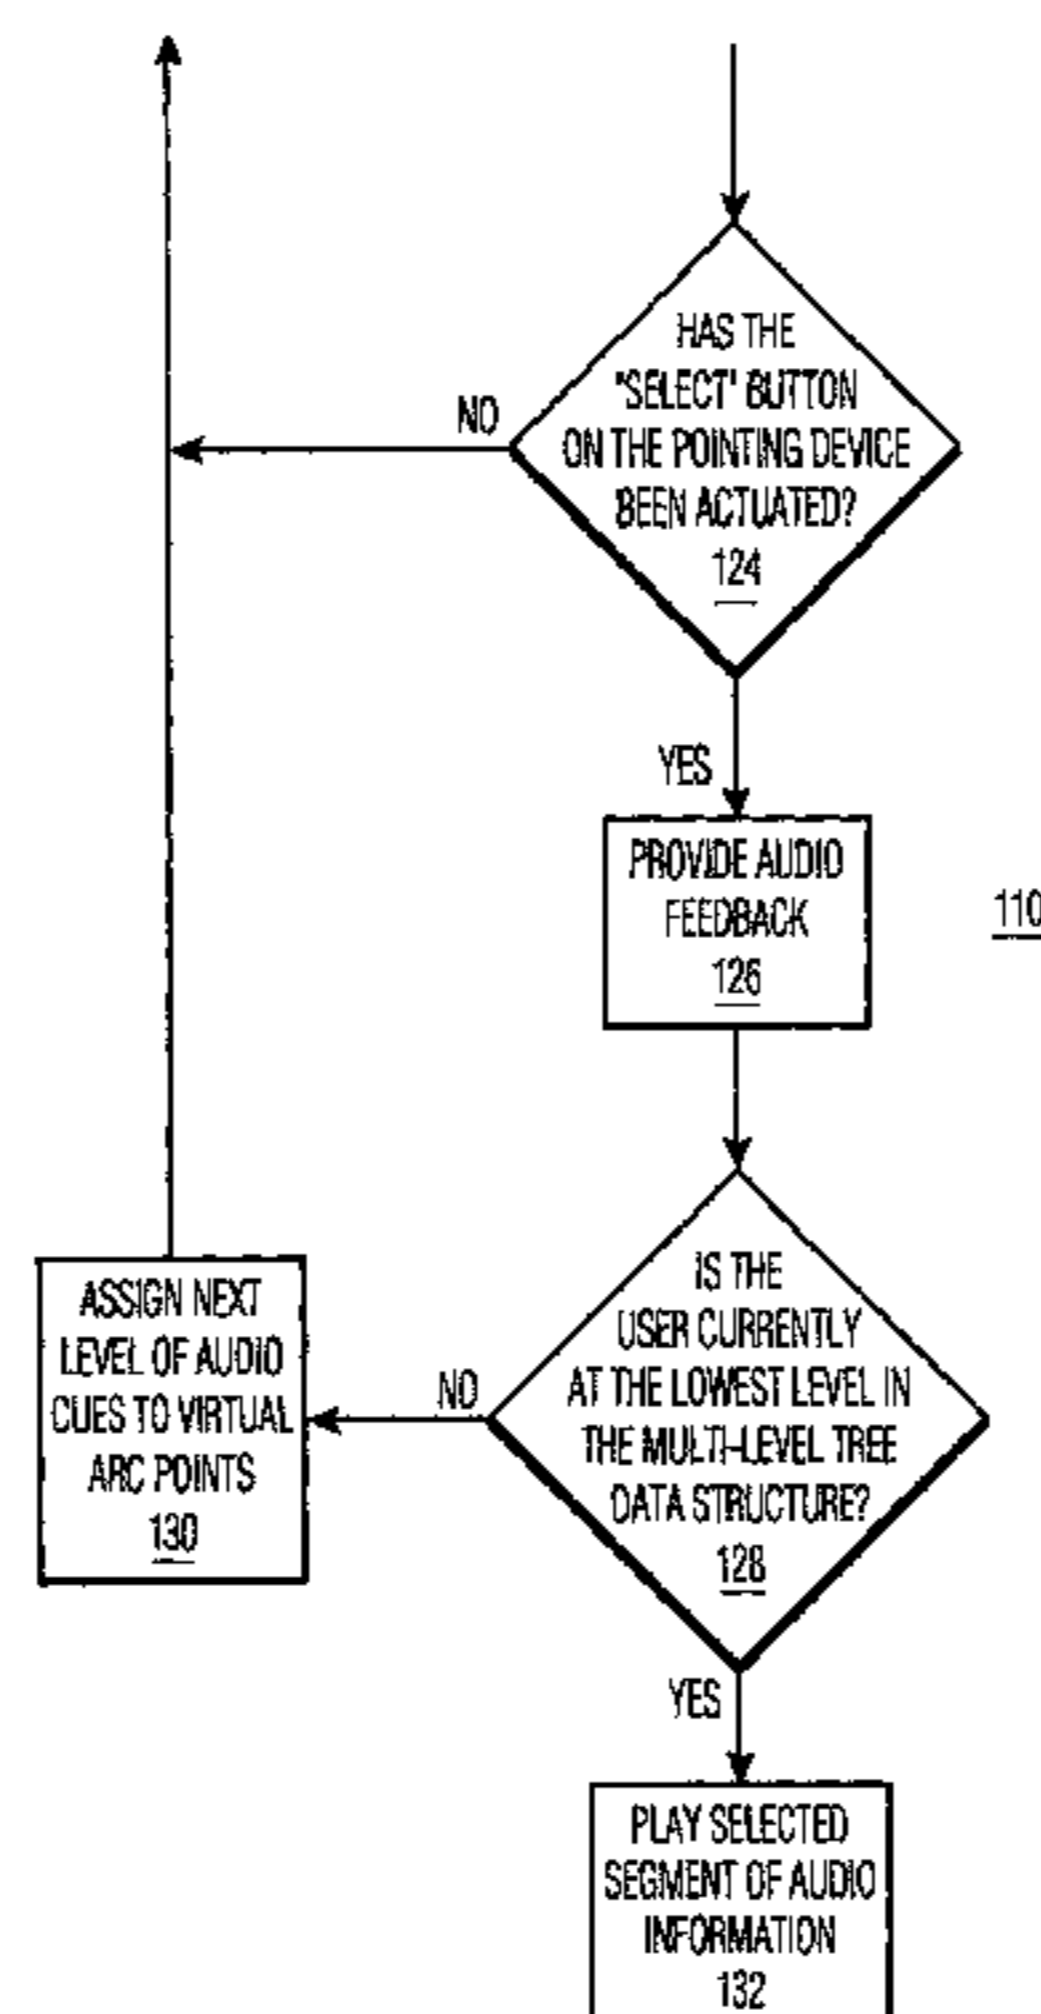 HAS THE
"SELECT" BUTTON
ON THE POINTING DEVICE
BEEN ACTUATED?
124
NO
YES
PROVIDE AUDIO
FEEDBACK
126
110
IS THE
USER CURRENTLY
AT THE LOWEST LEVEL IN
THE MULTI-LEVEL TREE
DATA STRUCTURE?
128
NO
ASSIGN NEXT
LEVEL OF AUDIO
CUES TO VIRTUAL
ARC POINTS
130
YES
PLAY SELECTED
SEGMENT OF AUDIO
INFORMATION
132